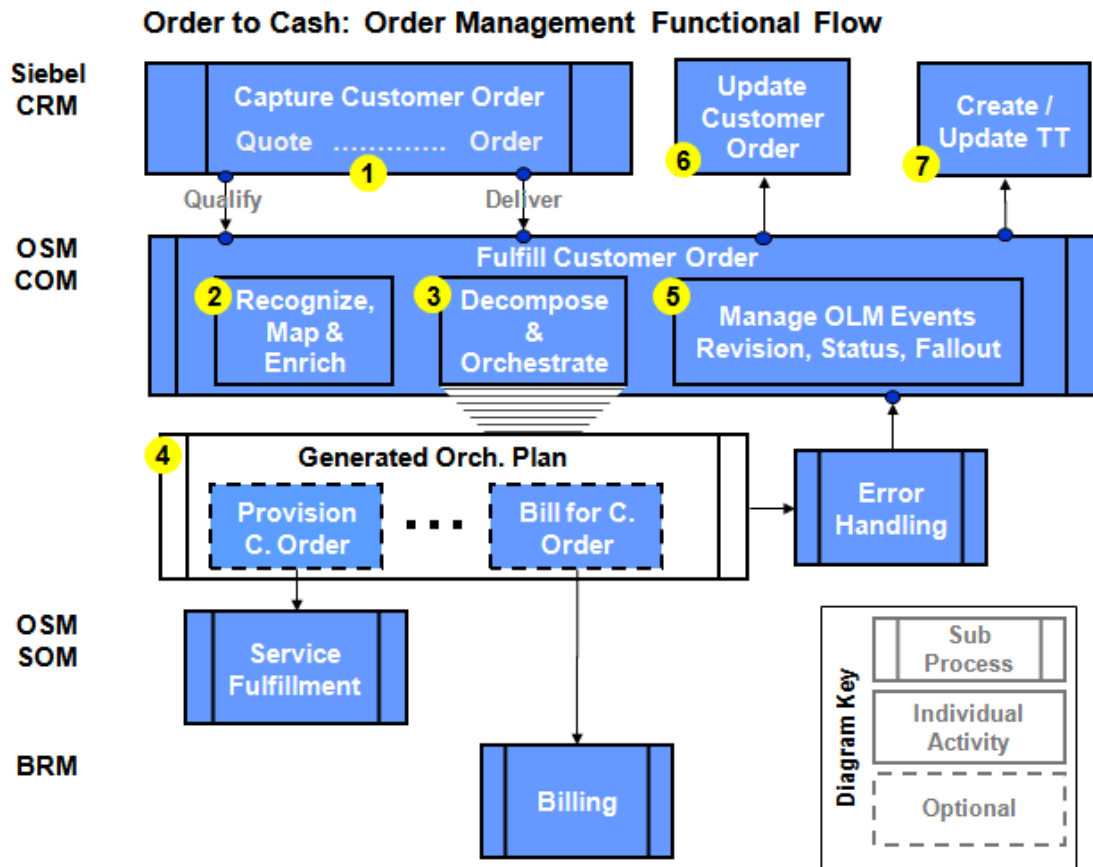 Order to Cash: Order Management Functional Flow
Siebel
CRM
Capture Customer Order
Quote ............. Order
1
Update
Customer
Order
6
Create /
Update TT
7
Qualify
Deliver
OSM
COM
Fulfill Customer Order
2
Recognize,
Map &
Enrich
3
Decompose
&
Orchestrate
5
Manage OLM Events
Revision, Status, Fallout
4
Generated Orch. Plan
Provision
C. Order
...
Bill for C.
Order
Error
Handling
OSM
SOM
Service
Fulfillment
BRM
Billing
Diagram Key
Sub
Process
Individual
Activity
Optional